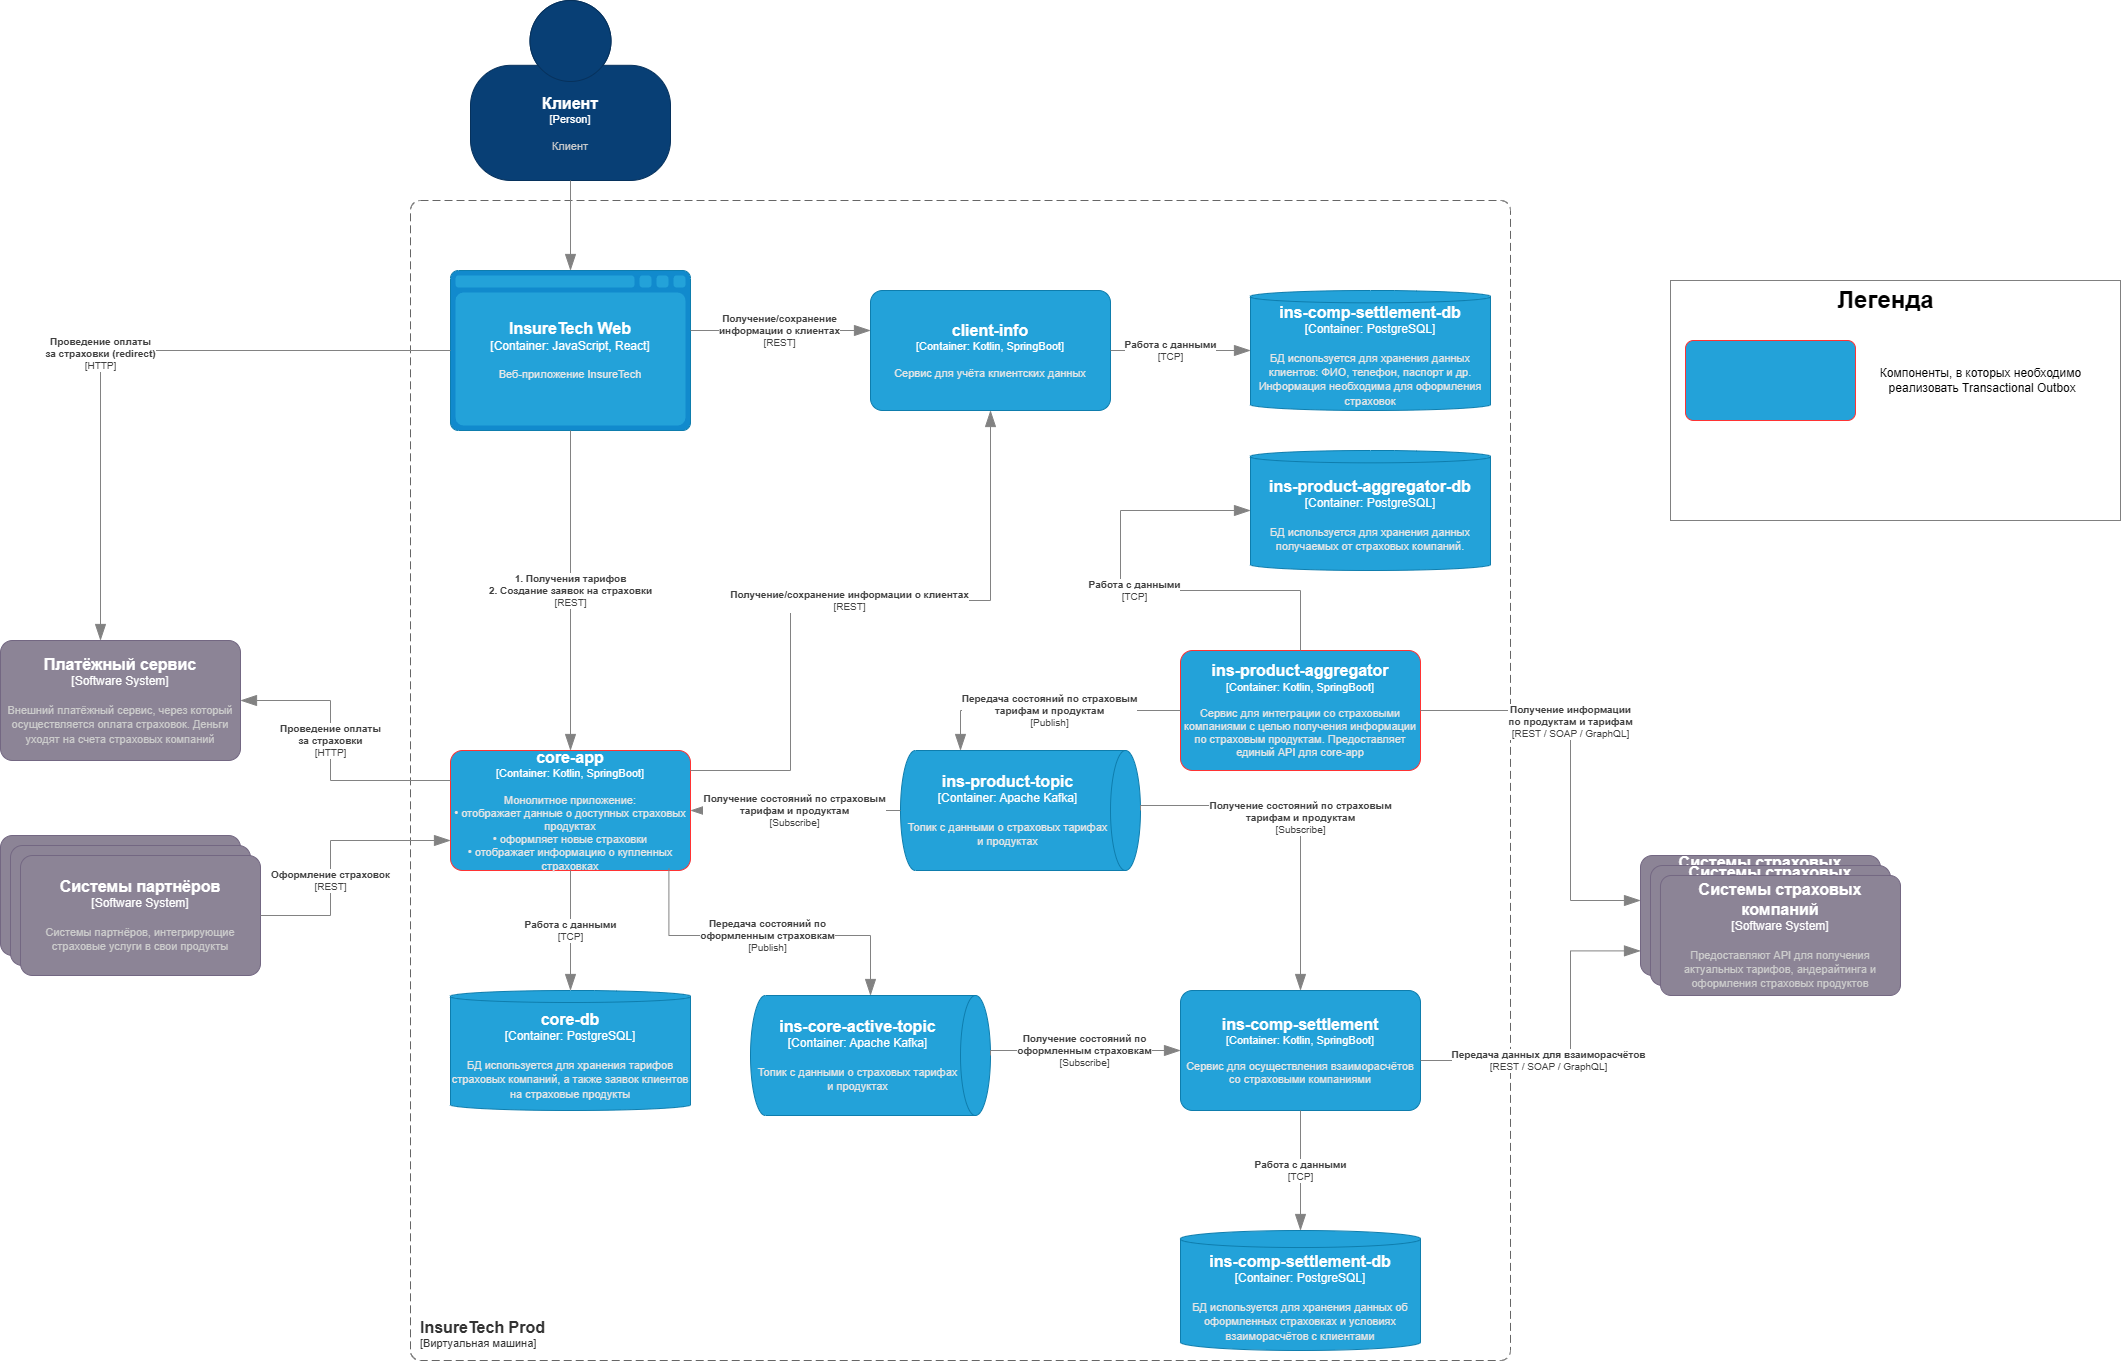 Клиент
[Person]
Клиент
InsureTech Web
[Container: JavaScript, React]
Веб-приложение InsureTech
Получение/сохранение
информации о клиентах
[REST]
client-info
[Container: Kotlin, SpringBoot]
Сервис для учёта клиентских данных
Работа с данными
[TCP]
ins-comp-settlement-db
[Container: PostgreSQL]
БД используется для хранения данных
клиентов: ФИО, телефон, паспорт и др.
Информация необходима для оформления
страховок
Легенда
Компоненты, в которых необходимо
реализовать Transactional Outbox
Проведение оплаты
за страховки (redirect)
[HTTP]
ins-product-aggregator-db
[Container: PostgreSQL]
БД используется для хранения данных
получаемых от страховых компаний.
1. Получения тарифов
2. Создание заявок на страховки
[REST]
Получение/сохранение информации о клиентах
[REST]
Работа с данными
[TCP]
Платёжный сервис
[Software System]
Внешний платёжный сервис, через который
осуществляется оплата страховок. Деньги
уходят на счета страховых компаний
Проведение оплаты
за страховки
[HTTP]
ins-product-aggregator
[Container: Kotlin, SpringBoot]
Сервис для интеграции со страховыми
компаниями с целью получения информации
по страховым продуктам. Предоставляет
единый API для core-app
Передача состояний по страховым
тарифам и продуктам
[Publish]
Получение информации
по продуктам и тарифам
[REST / SOAP / GraphQL]
core-app
[Container: Kotlin, SpringBoot]
Монолитное приложение:
• отображает данные о доступных страховых
продуктах
• оформляет новые страховки
• отображает информацию о купленных
страховках
Получение состояний по страховым
тарифам и продуктам
[Subscribe]
ins-product-topic
[Container: Apache Kafka]
Топик с данными о страховых тарифах
и продуктах
Получение состояний по страховым
тарифам и продуктам
[Subscribe]
Системы партнёров
[Software System]
Системы партнёров, интегрирующие
страховые услуги в свои продукты
Оформление страховок
[REST]
Системы страховых
Системы страховых
Системы страховых
компаний
[Software System]
Предоставляют API для получения
актуальных тарифов, андерайтинга и
оформления страховых продуктов
Работа с данными
[TCP]
Передача состояний по
оформленным страховкам
[Publish]
core-db
[Container: PostgreSQL]
БД используется для хранения тарифов
страховых компаний, а также заявок клиентов
на страховые продукты
ins-core-active-topic
[Container: Apache Kafka]
Топик с данными о страховых тарифах
и продуктах
Получение состояний по
оформленным страховкам
[Subscribe]
ins-comp-settlement
[Container: Kotlin, SpringBoot]
Сервис для осуществления взаиморасчётов
со страховыми компаниями
Передача данных для взаиморасчётов
[REST / SOAP / GraphQL]
Работа с данными
[TCP]
ins-comp-settlement-db
[Container: PostgreSQL]
БД используется для хранения данных об
оформленных страховках и условиях
взаиморасчётов с клиентами
InsureTech Prod
[Виртуальная машина]